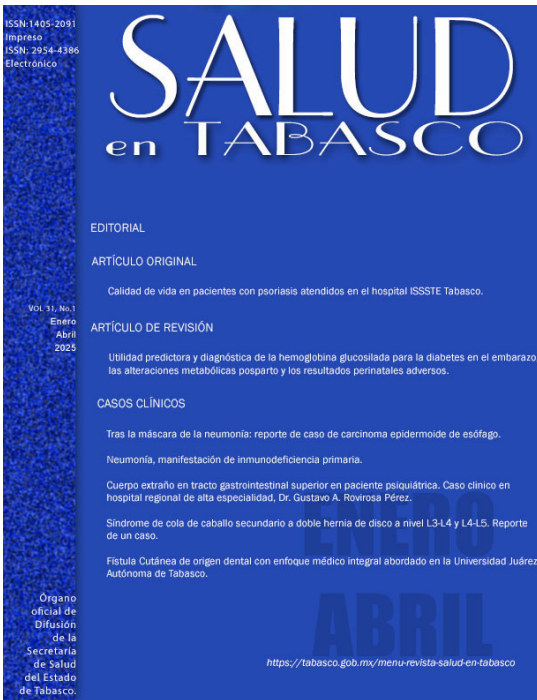 ISSN:1405-2091
Impreso
ISSN: 2954-4386
Electrónico
SALUD
en TABASCO
EDITORIAL
ARTÍCULO ORIGINAL
Calidad de vida en pacientes con psoriasis atendidos en el hospital ISSSTE Tabasco.
VOL 31, No.1
Enero
Abril
2025
ARTÍCULO DE REVISIÓN
Utilidad predictora y diagnóstica de la hemoglobina glucosilada para la diabetes en el embarazo,
las alteraciones metabólicas posparto y los resultados perinatales adversos.
CASOS CLÍNICOS
Tras la máscara de la neumonía: reporte de caso de carcinoma epidermoide de esófago.
Neumonía, manifestación de inmunodeficiencia primaria.
Cuerpo extraño en tracto gastrointestinal superior en paciente psiquiátrica. Caso clínico en
hospital regional de alta especialidad, Dr. Gustavo A. Rovirosa Pérez.
Síndrome de cola de caballo secundario a doble hernia de disco a nivel L3-L4 y L4-L5. Reporte
de un caso.
Fístula Cutánea de origen dental con enfoque médico integral abordado en la Universidad Juárez
Autónoma de Tabasco.
ENERO
ABRIL
Órgano
oficial de
Difusión
de la
Secretaría
de Salud
del Estado
de Tabasco.
https://tabasco.gob.mx/menu-revista-salud-en-tabasco